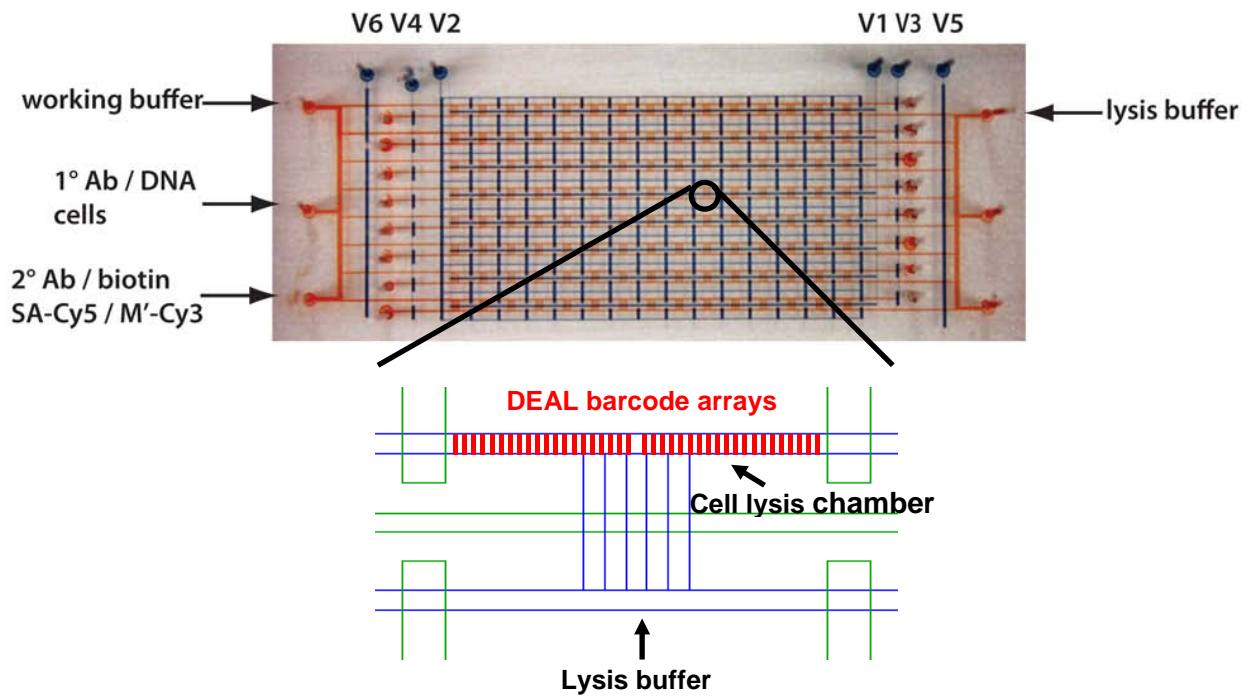 V6 V4 V2
V1 V3 V5
working buffer
lysis buffer
1° Ab / DNA
cells
2° Ab / biotin
SA-Cy5 / M'-Cy3
DEAL barcode arrays
Cell lysis chamber
Lysis buffer